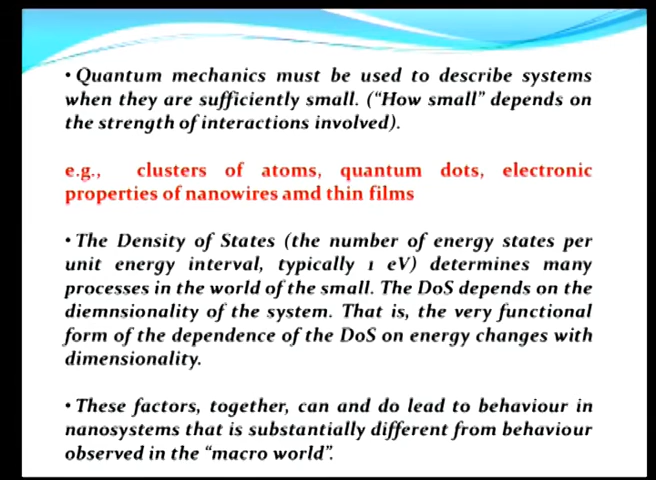 • Quantum mechanics must be used to describe systems
when they are sufficiently small. ("How small" depends on
the strength of interactions involved).
e.g., clusters of atoms, quantum dots, electronic
properties of nanowires amd thin films
• The Density of States (the number of energy states per
unit energy interval, typically 1 eV) determines many
processes in the world of the small. The DoS depends on the
diemnsionality of the system. That is, the very functional
form of the dependence of the DoS on energy changes with
dimensionality.
• These factors, together, can and do lead to behaviour in
nanosystems that is substantially different from behaviour
observed in the "macro world".